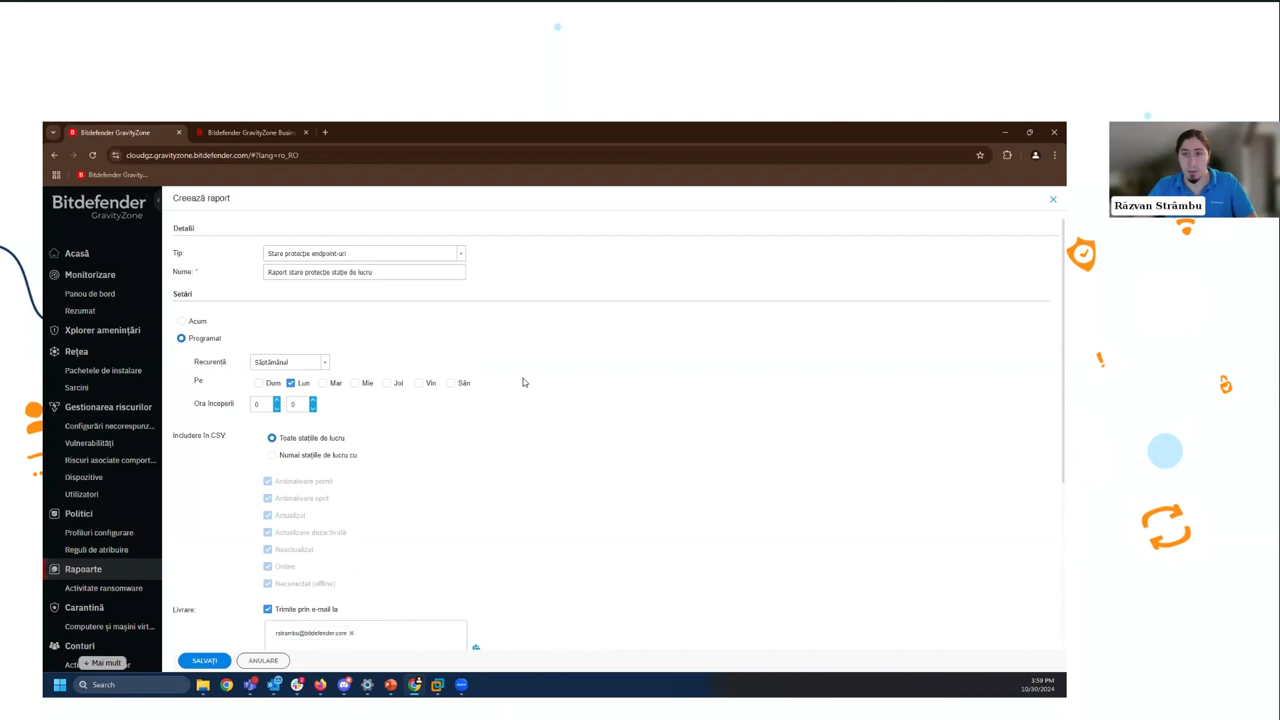 Bitdefender GravityZone
Bitdefender GravityZone Busin
cloudgz.gravityzone.bitdefender.com/#?lang=ro_RO
Bitdefender Gravity...
Bitdefender
GravityZone
Acasă
Monitorizare
Panou de bord
Rezumat
Xplorer amenințări
Rețea
Pachetele de instalare
Sarcini
Gestionarea riscurilor
Configurări necorespunz...
Vulnerabilități
Riscuri asociate comport...
Dispozitive
Utilizatori
Politici
Profiluri configurare
Reguli de atribuire
Rapoarte
Activitate ransomware
Carantină
Computere și mașini virt...
Conturi
Mai mult
Creează raport
Detalii
Tip:
Stare protecție endpoint-uri
Nume: *
Raport stare protecție stație de lucru
Setări
Acum
Programat
Recurență:
Săptămânal
Pe:
Dum
Lun
Mar
Mie
Joi
Vin
Sân
Ora începerii
0 : 0
Includere în CSV:
Toate stațiile de lucru
Numai stațiile de lucru cu
Antimalware pornit
Antimalware oprit
Actualizat
Actualizare dezactivată
Neactualizat
Online
Neconectat (offline)
Livrare:
Trimite prin e-mail la
rstrambu@bitdefender.com
SALVAȚI
ANULARE
Search
3:59 PM
10/30/2024
Răzvan Strâmbu